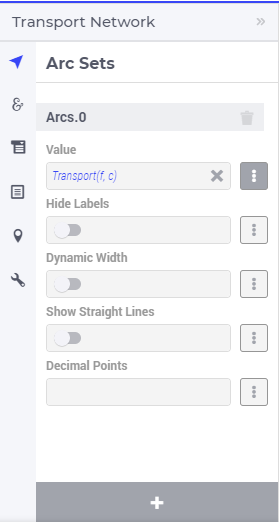 Transport Network
Arc Sets
Arcs.0
Value
Transport(f, c)
Hide Labels
Dynamic Width
Show Straight Lines
Decimal Points